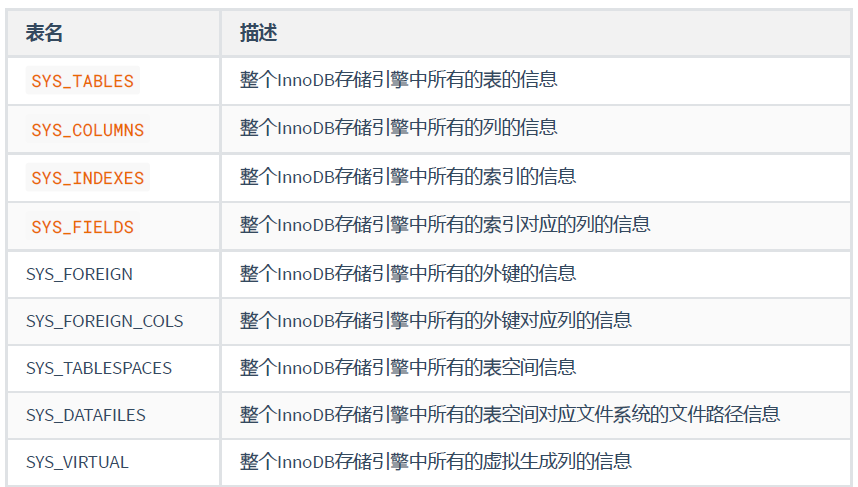 表名 描述
SYS_TABLES 整个InnoDB存储引擎中所有的表的信息
SYS_COLUMNS 整个InnoDB存储引擎中所有的列的信息
SYS_INDEXES 整个InnoDB存储引擎中所有的索引的信息
SYS_FIELDS 整个InnoDB存储引擎中所有的索引对应的列的信息
SYS_FOREIGN 整个InnoDB存储引擎中所有的外键的信息
SYS_FOREIGN_COLS 整个InnoDB存储引擎中所有的外键对应列的信息
SYS_TABLESPACES 整个InnoDB存储引擎中所有的表空间信息
SYS_DATAFILES 整个InnoDB存储引擎中所有的表空间对应文件系统的文件路径信息
SYS_VIRTUAL 整个InnoDB存储引擎中所有的虚拟生成列的信息